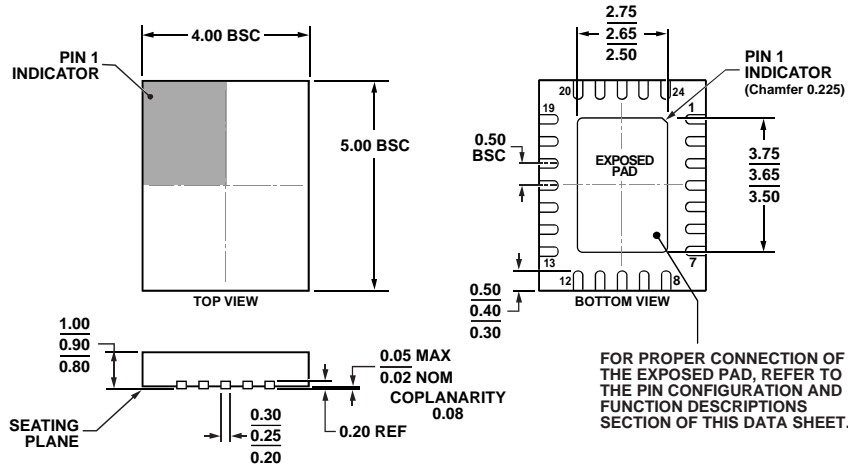 4.00 BSC
PIN 1
INDICATOR
5.00 BSC
TOP VIEW
2.75
2.65
2.50
PIN 1
INDICATOR
(Chamfer 0.225)
20
24
19
1
0.50
BSC
EXPOSED
PAD
3.75
3.65
3.50
13
7
12
8
0.50
0.40
0.30
BOTTOM VIEW
1.00
0.90
0.80
0.05 MAX
0.02 NOM
COPLANARITY
0.08
SEATING
PLANE
0.30
0.25
0.20
0.20 REF
FOR PROPER CONNECTION OF
THE EXPOSED PAD, REFER TO
THE PIN CONFIGURATION AND
FUNCTION DESCRIPTIONS
SECTION OF THIS DATA SHEET.